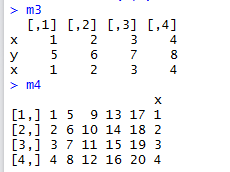 > m3
  [,1] [,2] [,3] [,4]
x    1    2    3    4
y    5    6    7    8
x    1    2    3    4
> m4
                    x
[1,] 1 5  9 13 17 1
[2,] 2 6 10 14 18 2
[3,] 3 7 11 15 19 3
[4,] 4 8 12 16 20 4